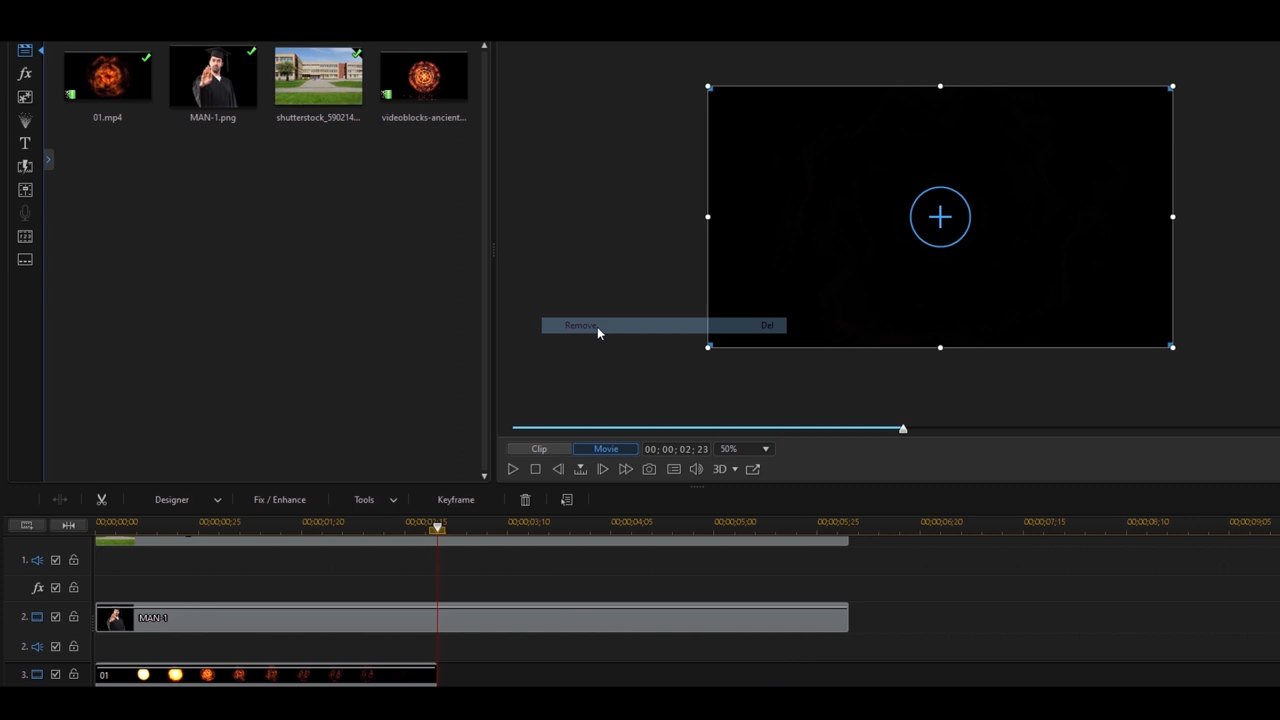 01.mp4
MAN-1.png
shutterstock_590214...
videoblocks-ancient...
fx
T
Remove Del
Clip
Movie
00; 00; 02; 23
50%
3D
Designer
Fix / Enhance
Tools
Keyframe
00;00;00;00
00;00;00;25
00;00;01;20
00;00;02;15
00;00;03;10
00;00;04;05
00;00;05;00
00;00;05;25
00;00;06;20
00;00;07;15
00;00;08;10
00;00;09;05
1.
fx
2.
MAN-1
2.
3.
01